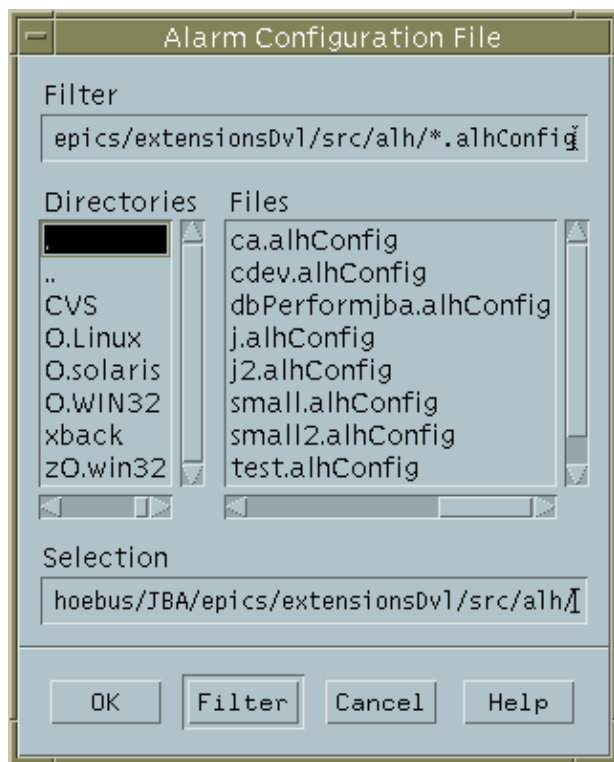 Alarm Configuration File
Filter
epics/extensionsDvl/src/alh/*.alhConfig
Directories Files
.
..
CVS
O.Linux
O.solaris
O.WIN32
xback
zO.win32
ca.alhConfig
cdev.alhConfig
dbPerformjba.alhConfig
j.alhConfig
j2.alhConfig
small.alhConfig
small2.alhConfig
test.alhConfig
Selection
hoebus/JBA/epics/extensionsDvl/src/alh/
OK Filter Cancel Help